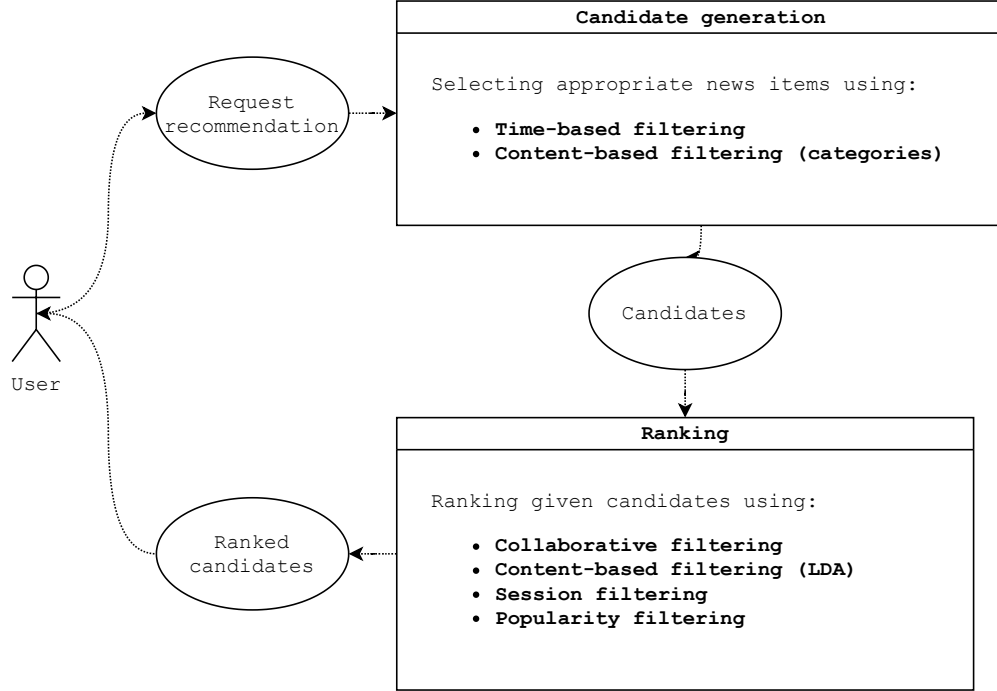 Candidate generation
Selecting appropriate news items using:
• Time-based filtering
• Content-based filtering (categories)
Request
recommendation
Candidates
User
Ranking
Ranking given candidates using:
• Collaborative filtering
• Content-based filtering (LDA)
• Session filtering
• Popularity filtering
Ranked
candidates